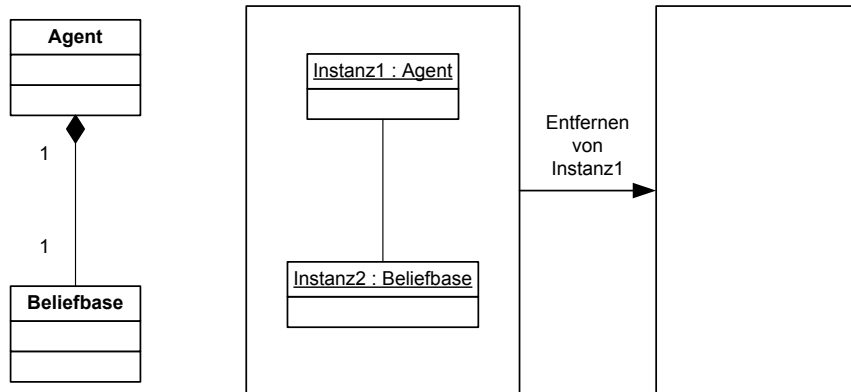 Agent
1
1
Beliefbase
Instanz1 : Agent
Instanz2 : Beliefbase
Entfernen
von
Instanz1